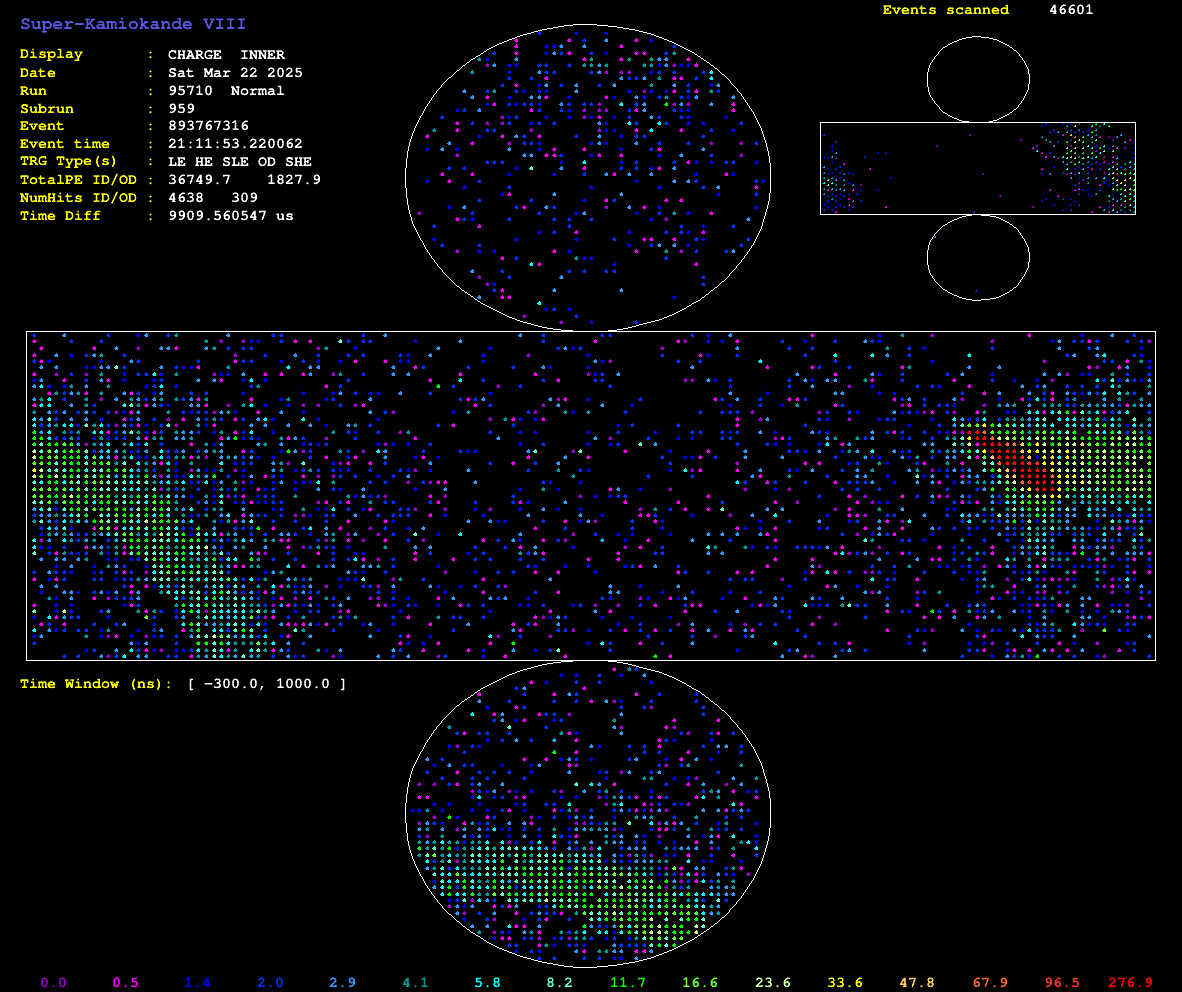 Super-Kamiokande VIII
Events scanned 46601
Display : CHARGE INNER
Date : Sat Mar 22 2025
Run : 95710 Normal
Subrun : 959
Event : 893767316
Event time : 21:11:53.220062
TRG Type(s) : LE HE SLE OD SHE
TotalPE ID/OD : 36749.7 1827.9
NumHits ID/OD : 4638 309
Time Diff : 9909.560547 us
Time Window (ns): [ -300.0, 1000.0 ]
0.0 0.5 1.4 2.0 2.9 4.1 5.8 8.2 11.7 16.6 23.6 33.6 47.8 67.9 96.5 276.9